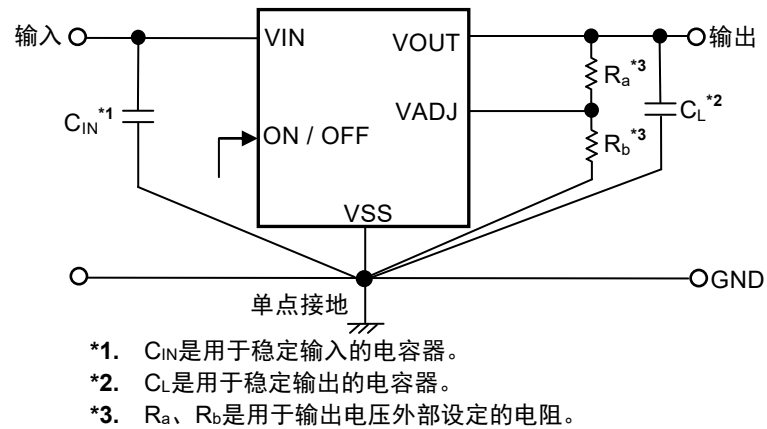 输入
VIN
VOUT
输出
Ra*3
CIN*1
VADJ
CL*2
ON / OFF
Rb*3
VSS
GND
单点接地
*1. CIN是用于稳定输入的电容器。
*2. CL是用于稳定输出的电容器。
*3. Ra、Rb是用于输出电压外部设定的电阻。